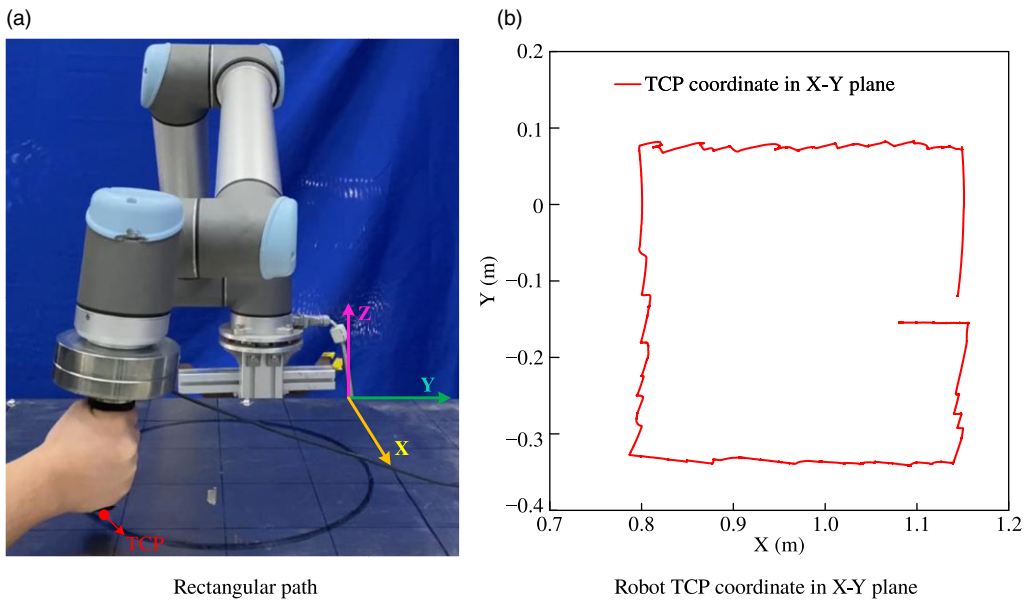 (a)
Z
Y
X
TCP
Rectangular path
(b)
0.2
0.1
0
−0.1
−0.2
−0.3
−0.4
Y (m)
TCP coordinate in X-Y plane
0.7 0.8 0.9 1.0 1.1 1.2
X (m)
Robot TCP coordinate in X-Y plane